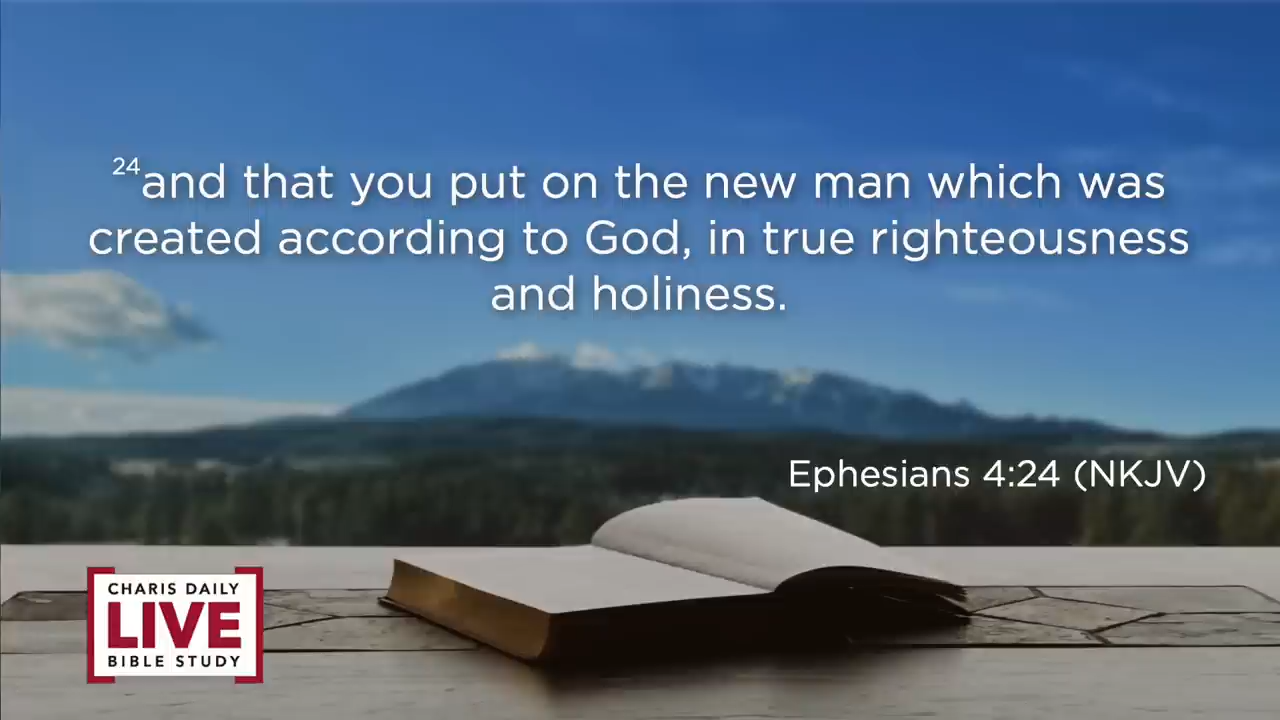 24and that you put on the new man which was
created according to God, in true righteousness
and holiness.
Ephesians 4:24 (NKJV)
CHARIS DAILY
LIVE
BIBLE STUDY